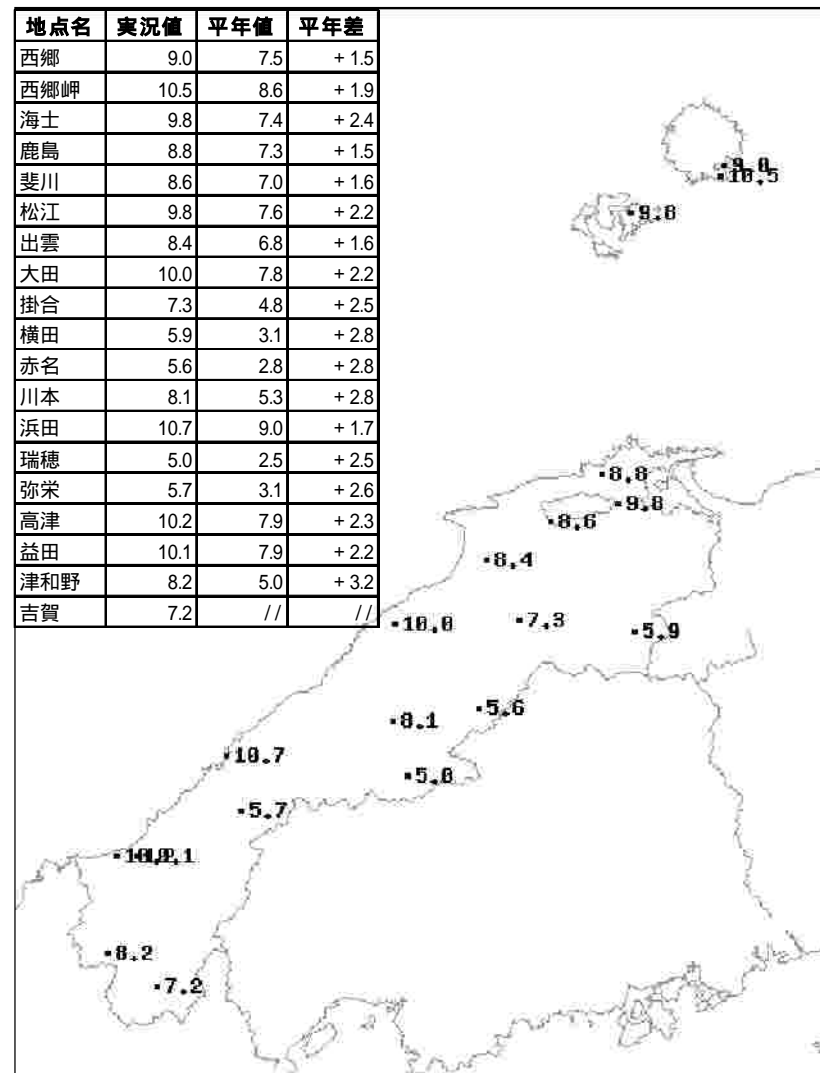 地点名 実況値 平年値 平年差
西郷 9.0 7.5 +1.5
西郷岬 10.5 8.6 +1.9
海士 9.8 7.4 +2.4
鹿島 8.8 7.3 +1.5
斐川 8.6 7.0 +1.6
松江 9.8 7.6 +2.2
出雲 8.4 6.8 +1.6
大田 10.0 7.8 +2.2
掛合 7.3 4.8 +2.5
横田 5.9 3.1 +2.8
赤名 5.6 2.8 +2.8
川本 8.1 5.3 +2.8
浜田 10.7 9.0 +1.7
瑞穂 5.0 2.5 +2.5
弥栄 5.7 3.1 +2.6
高津 10.2 7.9 +2.3
益田 10.1 7.9 +2.2
津和野 8.2 5.0 +3.2
吉賀 7.2 // //
9.0
10.5
9.8
8.8
9.8
8.6
8.4
10.0
7.3
5.9
5.6
8.1
10.7
5.0
5.7
8.2
7.2